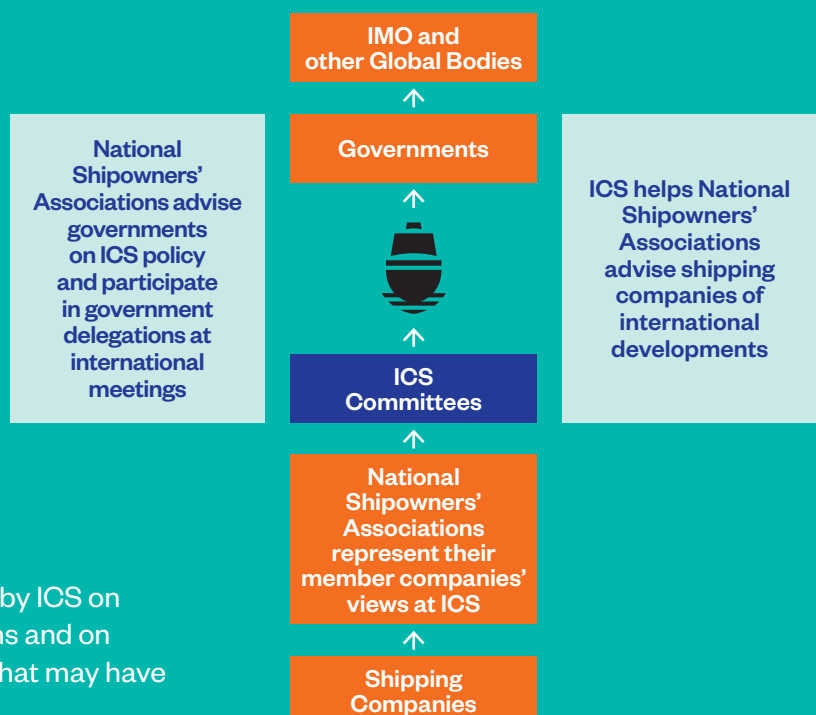 IMO and
other Global Bodies
National
Shipowners'
Associations advise
governments
on ICS policy
and participate
in government
delegations at
international
meetings
Governments
ICS helps National
Shipowners'
Associations
advise shipping
companies of
international
developments
ICS
Committees
National
Shipowners'
Associations
represent their
member companies'
views at ICS
by ICS on
and on
hat may have
Shipping
Companies